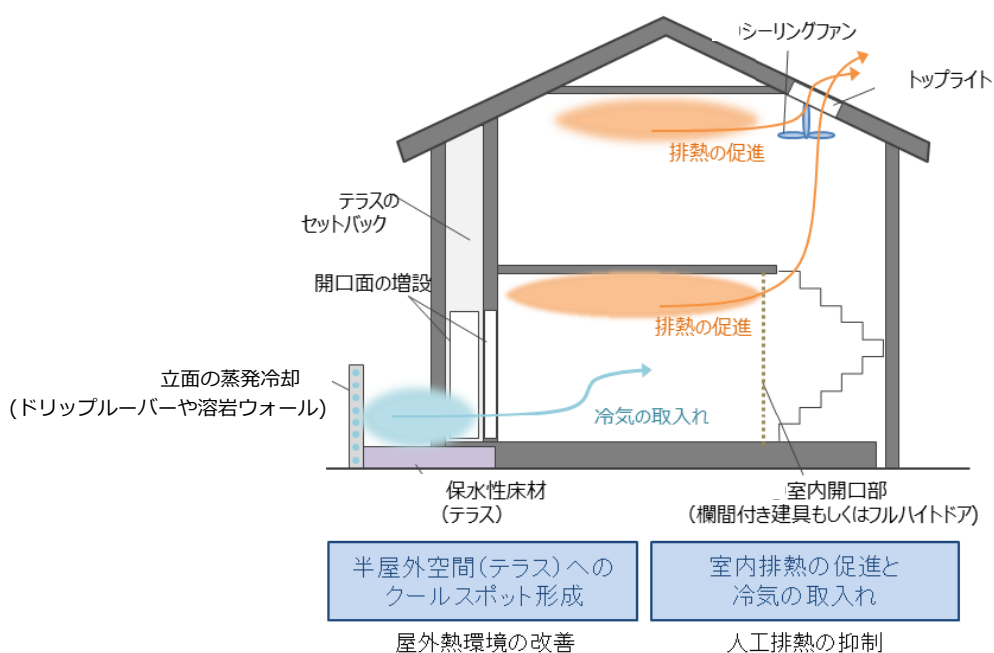 シーリングファン
トップライト
排熱の促進
テラスの
セットバック
開口面の増設
排熱の促進
立面の蒸発冷却
(ドリップルーバーや溶岩ウォール)
冷気の取入れ
保水性床材
(テラス)
室内開口部
(欄間付き建具もしくはフルハイトドア)
半屋外空間(テラス)への
クールスポット形成
室内排熱の促進と
冷気の取入れ
屋外熱環境の改善
人工排熱の抑制